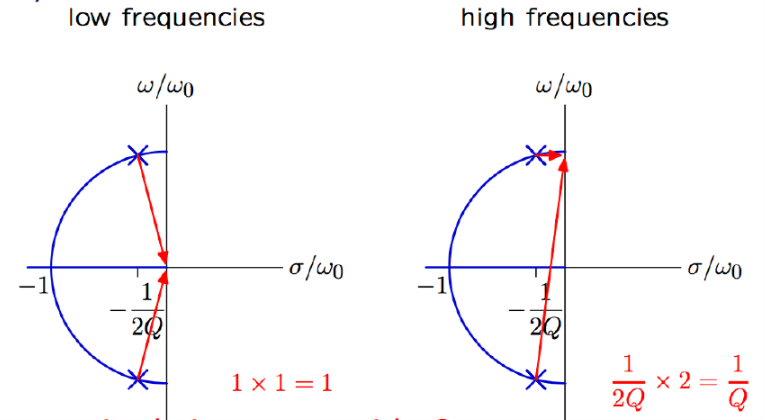 low frequencies
high frequencies
ω/ω₀
ω/ω₀
σ/ω₀
σ/ω₀
−1
−1
−1/2Q
−1/2Q
1 × 1 = 1
1/2Q × 2 = 1/Q